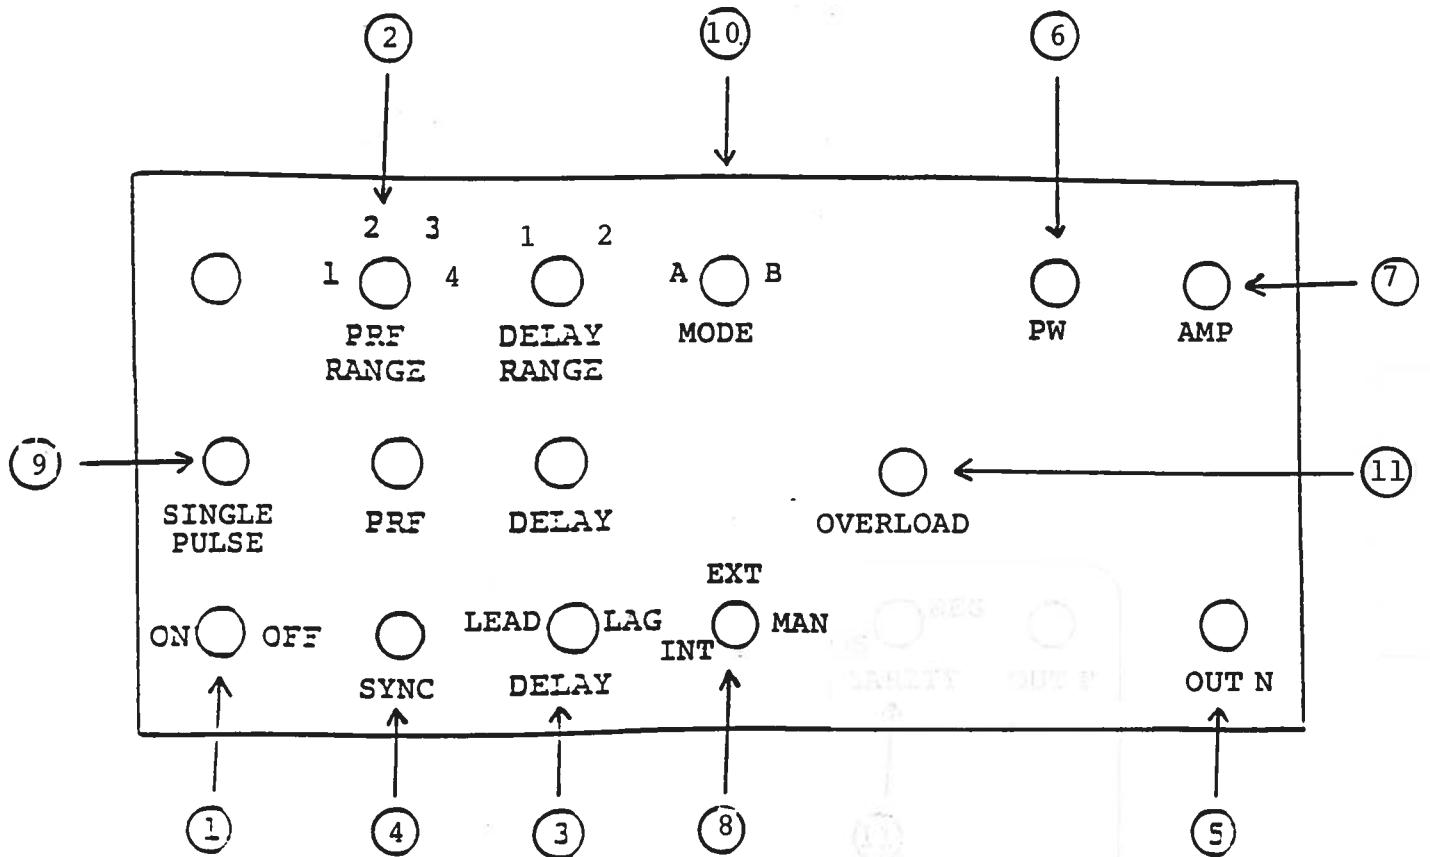 2 10 6
2 3 1 2
1 4 A B 7
PRF DELAY MODE PW AMP
RANGE RANGE
9 11
SINGLE PRF DELAY OVERLOAD
PULSE
EXT
ON OFF LEAD LAG INT MAN
SYNC DELAY OUT N
1 4 3 8 5